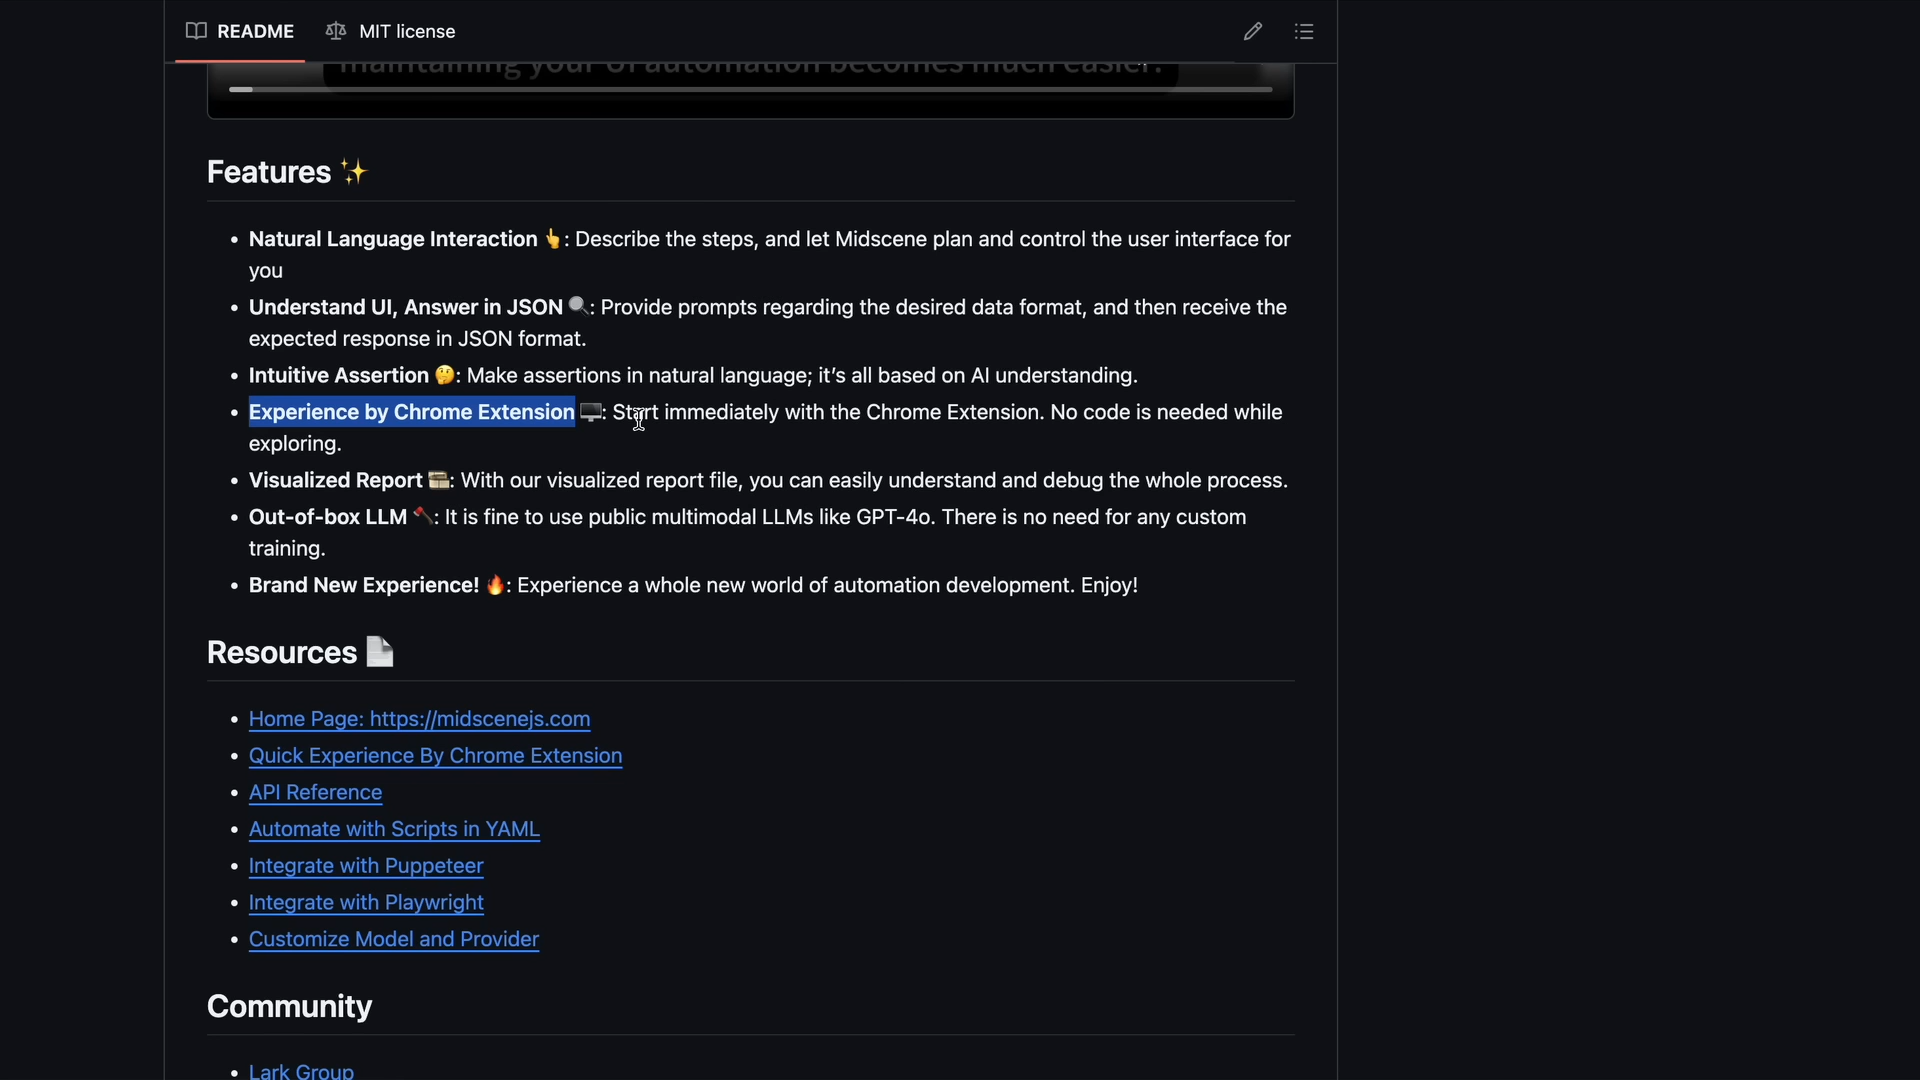 README MIT license
maintaining your UI automation becomes much easier.
Features ✨
• Natural Language Interaction 👆: Describe the steps, and let Midscene plan and control the user interface for
you
• Understand UI, Answer in JSON 🔍: Provide prompts regarding the desired data format, and then receive the
expected response in JSON format.
• Intuitive Assertion 🤔: Make assertions in natural language; it’s all based on AI understanding.
• Experience by Chrome Extension 🖥️: Start immediately with the Chrome Extension. No code is needed while
exploring.
• Visualized Report 🎞️: With our visualized report file, you can easily understand and debug the whole process.
• Out-of-box LLM 🪓: It is fine to use public multimodal LLMs like GPT-4o. There is no need for any custom
training.
• Brand New Experience! 🔥: Experience a whole new world of automation development. Enjoy!
Resources 📄
• Home Page: https://midscenejs.com
• Quick Experience By Chrome Extension
• API Reference
• Automate with Scripts in YAML
• Integrate with Puppeteer
• Integrate with Playwright
• Customize Model and Provider
Community
• Lark Group